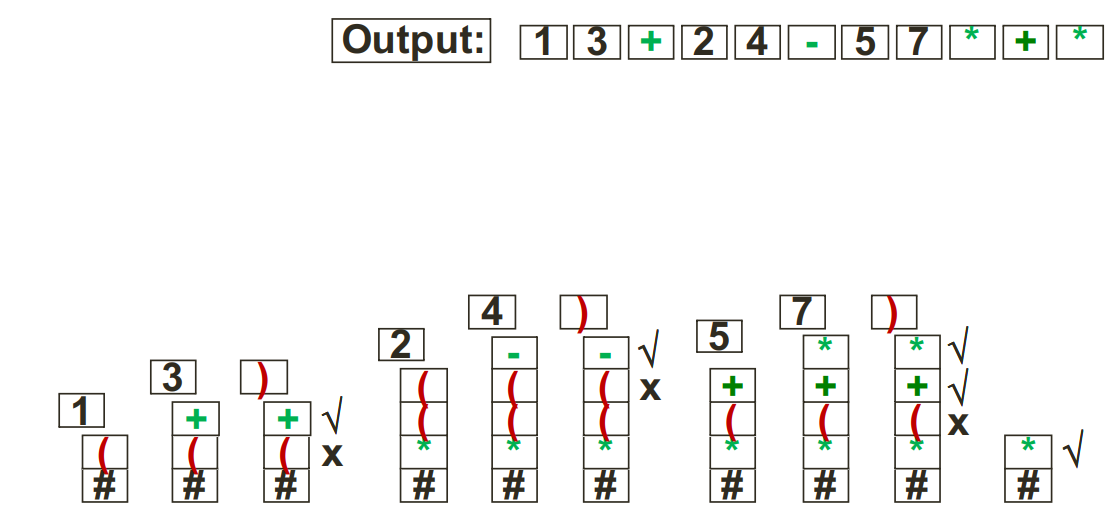 Output: 1 3 + 2 4 - 5 7 * + *
4 ) 7 )
2 - - √ 5 * * √
3 ) ( ( x + + + √
1 + + √ ( ( ( ( ( ( x
( ( ( x * * * * * * * √
# # # # # # # # # #